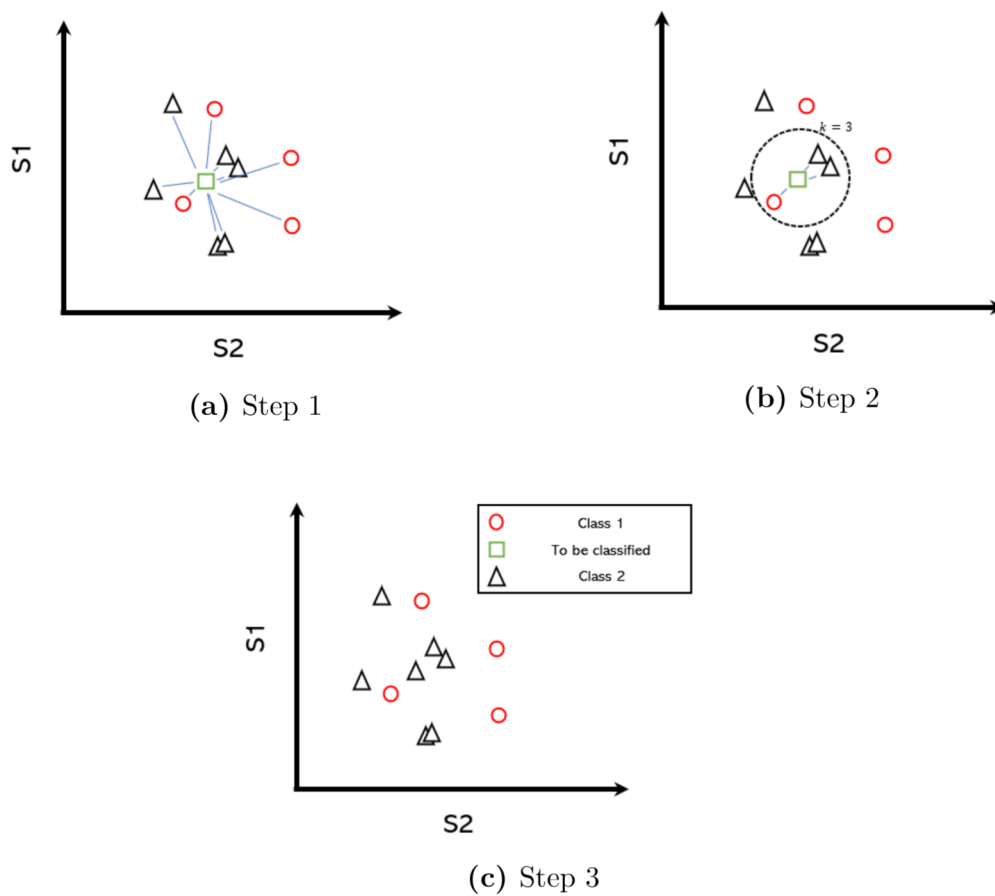 S1
S2
(a) Step 1
k = 3
S1
S2
(b) Step 2
Class 1
To be classified
Class 2
S1
S2
(c) Step 3